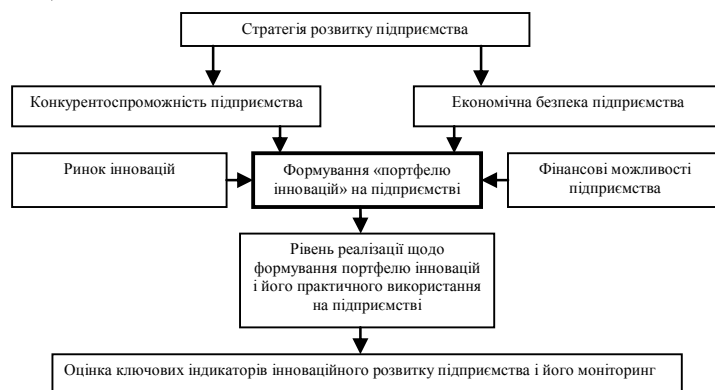 Стратегія розвитку підприємства
Конкурентоспроможність підприємства
Економічна безпека підприємства
Ринок інновацій
Формування «портфелю
інновацій» на підприємстві
Фінансові можливості
підприємства
Рівень реалізації щодо
формування портфелю інновацій
і його практичного використання
на підприємстві
Оцінка ключових індикаторів інноваційного розвитку підприємства і його моніторинг